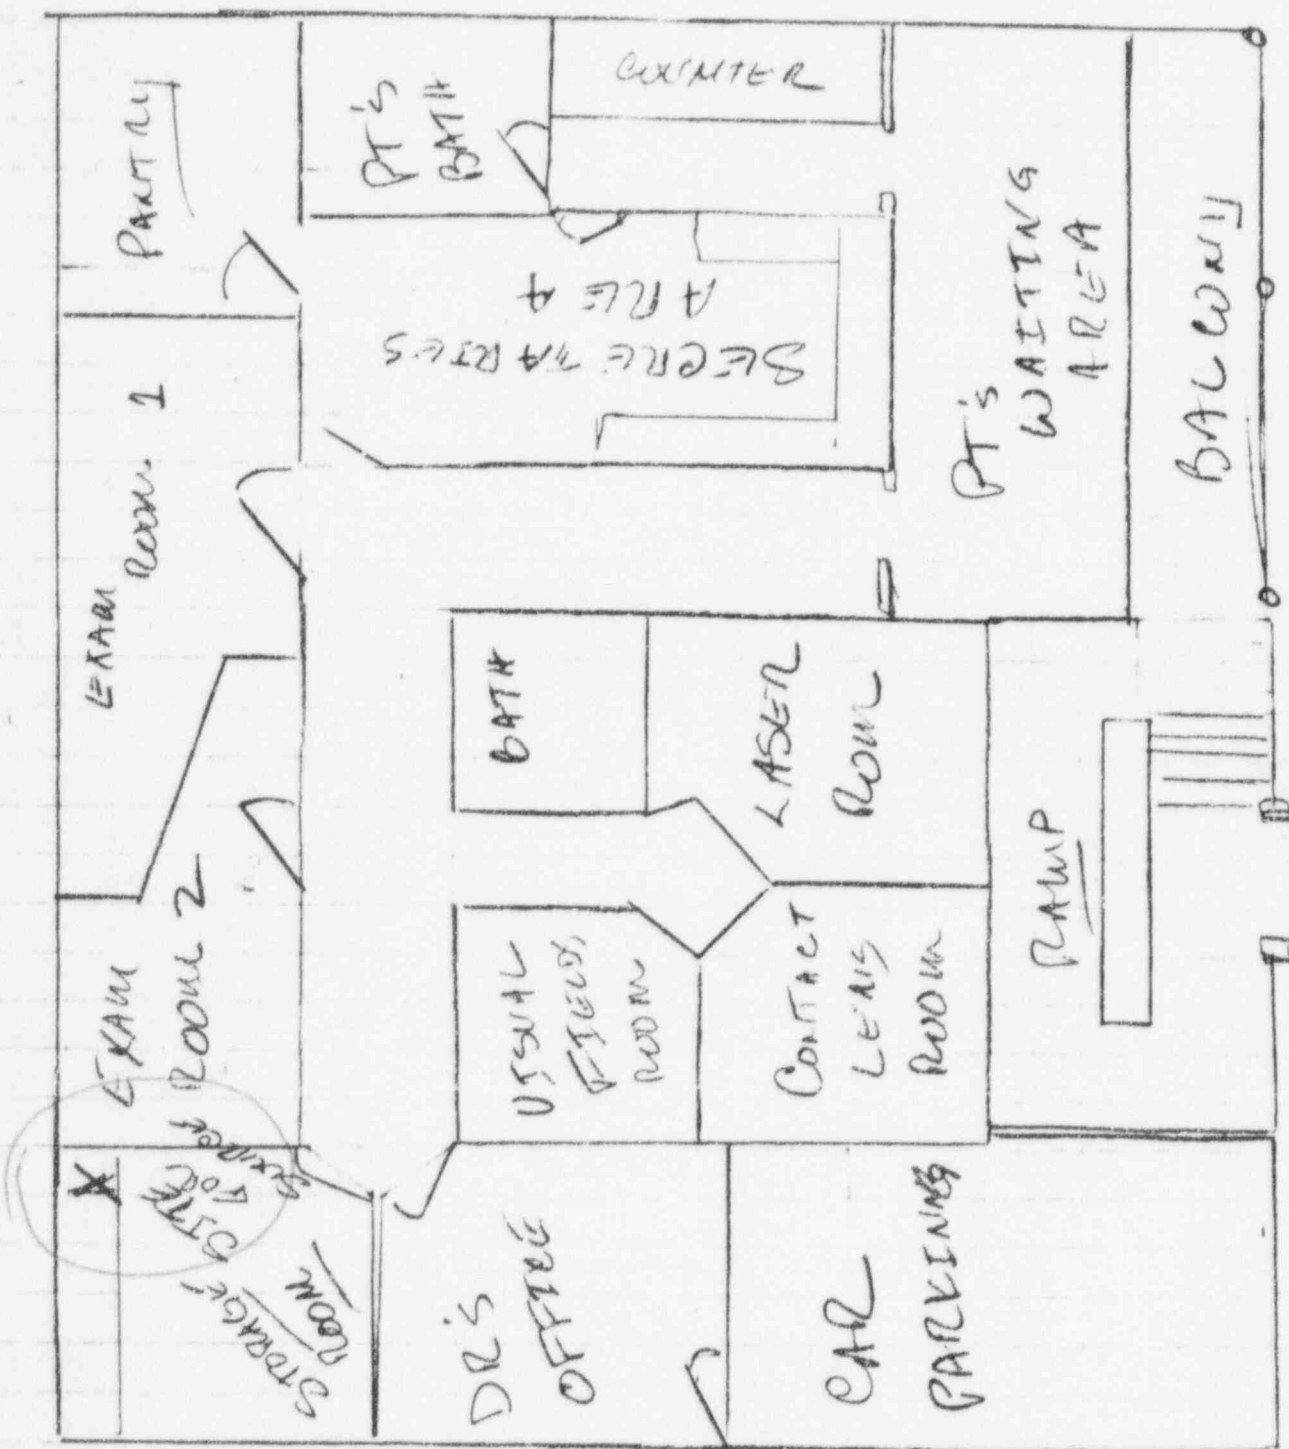 PANTRY
PT'S
BATH
COUNTER
SECRETARIES
AREA
EXAM
Room 1
PT'S
WAITING
AREA
BALCONY
BATH
LASER
ROOM
RAMP
EXAM
ROOM 2
VISUAL
FIELDS
ROOM
CONTACT
LENS
ROOM
X
STORAGE
ROOM
DR'S
OFFICE
CAR
PARKING